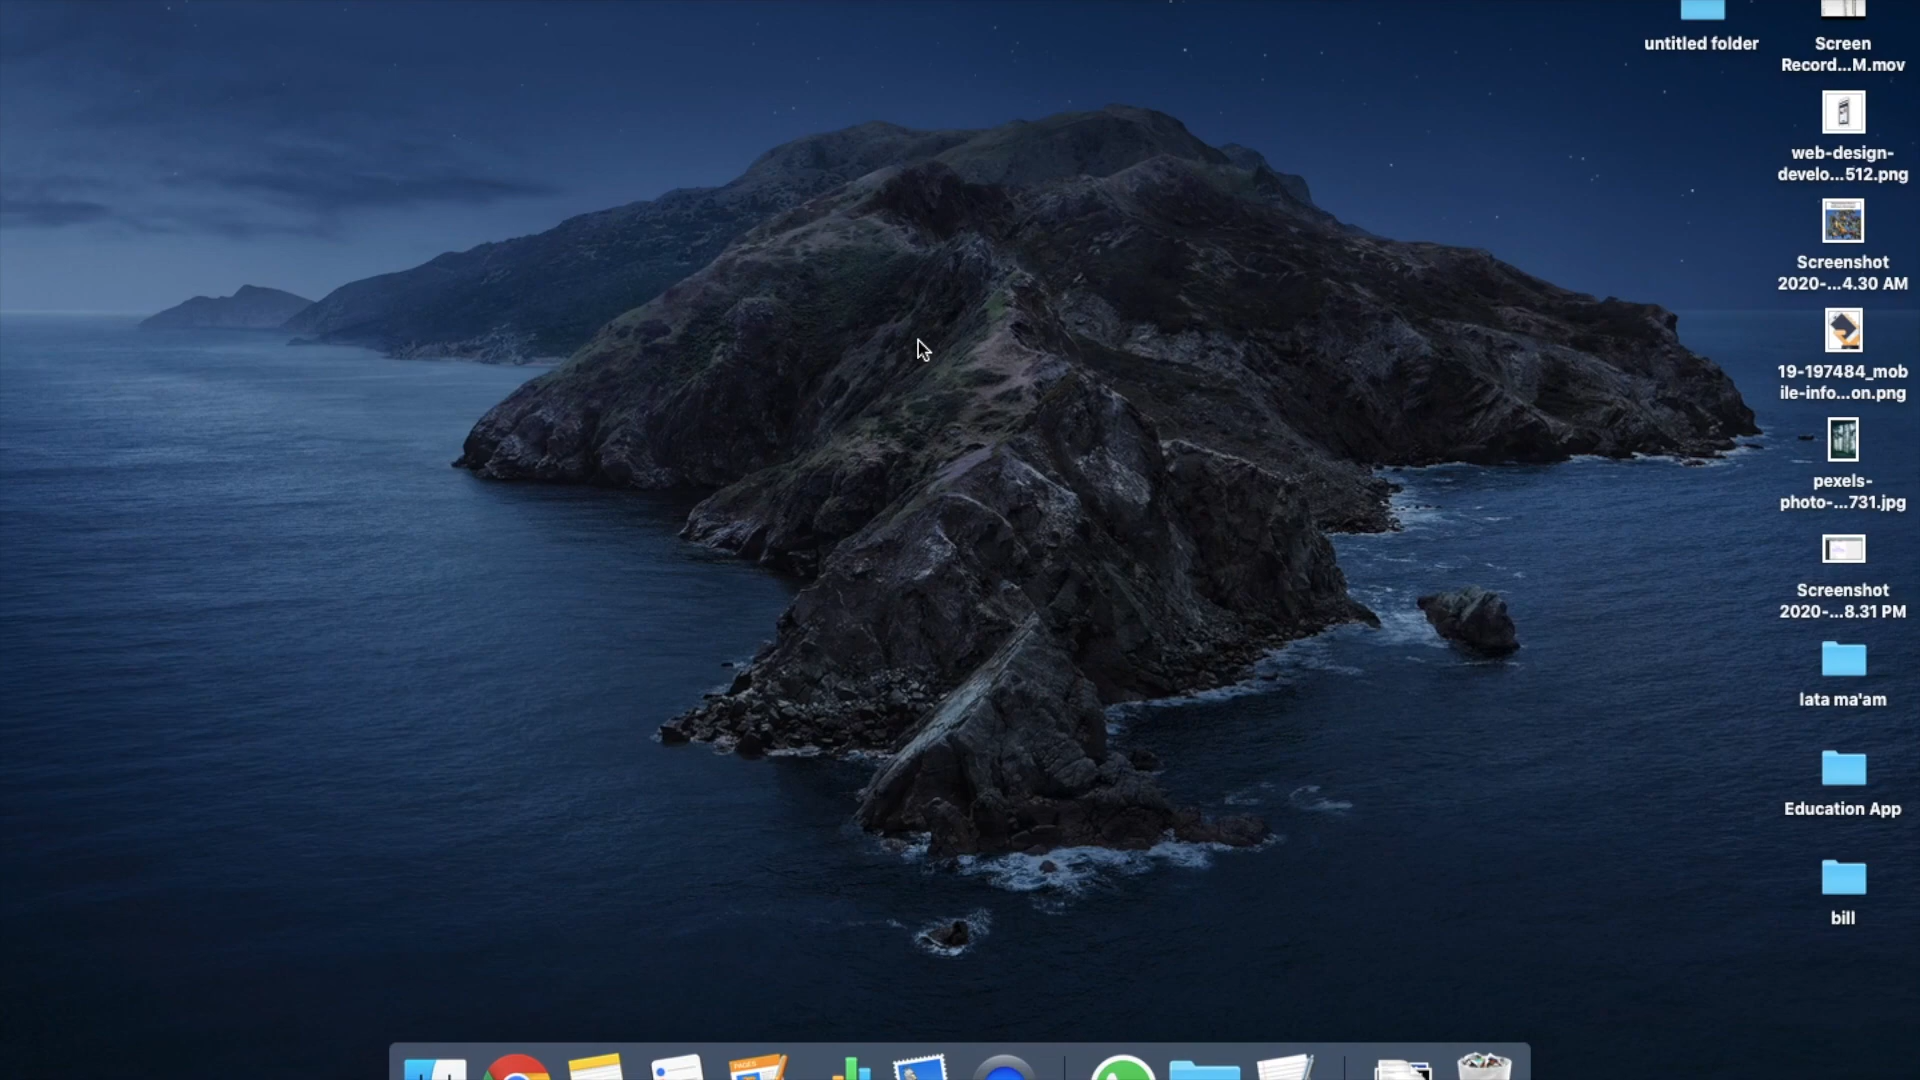 untitled folder
Screen
Record...M.mov
web-design-
develo...512.png
Screenshot
2020-...4.30 AM
19-197484_mob
ile-info...on.png
pexels-
photo-...731.jpg
Screenshot
2020-...8.31 PM
lata ma'am
Education App
bill
PAGES